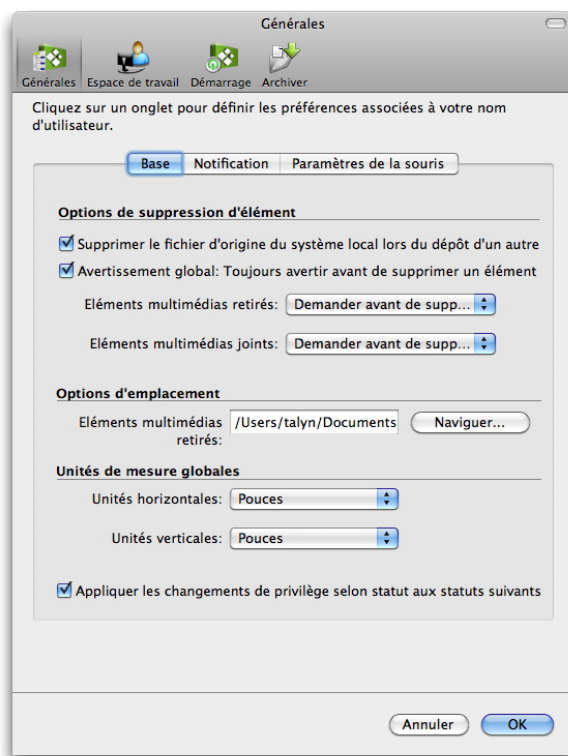 Générales
Générales Espace de travail Démarrage Archiver
Cliquez sur un onglet pour définir les préférences associées à votre nom
d'utilisateur.
Base Notification Paramètres de la souris
Options de suppression d'élément
Supprimer le fichier d'origine du système local lors du dépôt d'un autre
Avertissement global: Toujours avertir avant de supprimer un élément
Eléments multimédias retirés: Demander avant de supp...
Eléments multimédias joints: Demander avant de supp...
Options d'emplacement
Eléments multimédias /Users/talyn/Documents Naviguer...
retirés:
Unités de mesure globales
Unités horizontales: Pouces
Unités verticales: Pouces
Appliquer les changements de privilège selon statut aux statuts suivants
Annuler OK